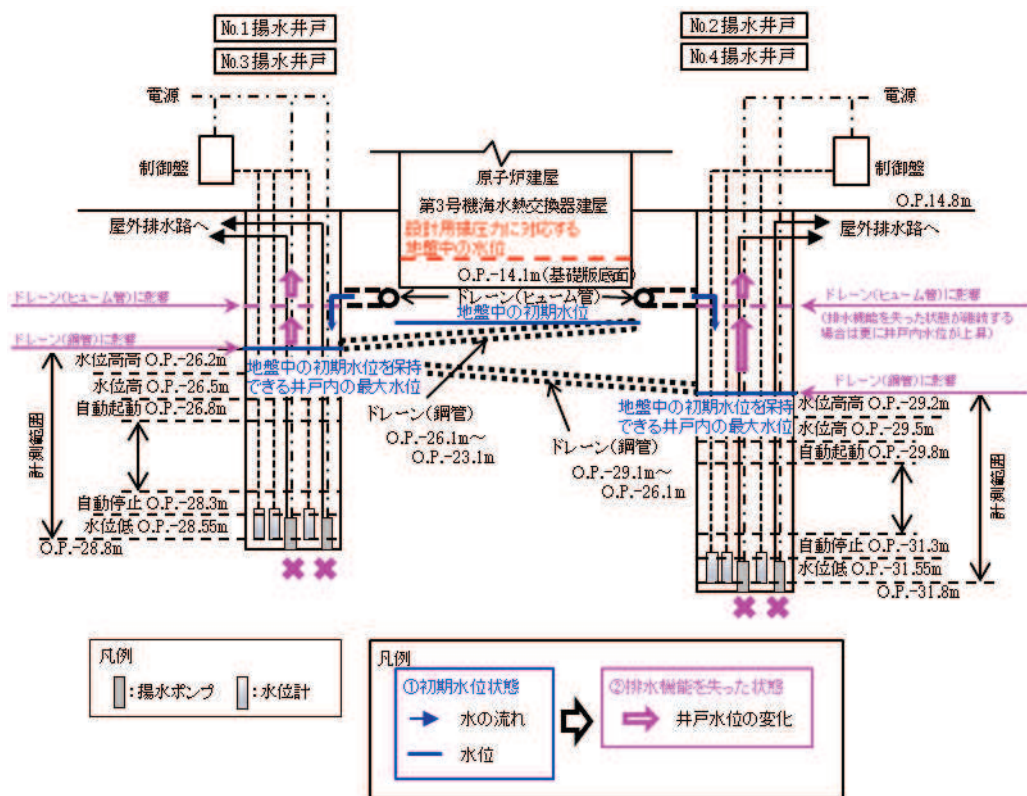 No.1揚水井戸
No.3揚水井戸
No.2揚水井戸
No.4揚水井戸
電源
電源
制御盤
制御盤
原子炉建屋
第3号機海水熱交換器建屋
設計用揚圧力に対応する
地盤中の水位
O.P.-14.1m(基礎版底面)
O.P.14.8m
屋外排水路へ
屋外排水路へ
ドレーン(ヒューム管)に影響
ドレーン(ヒューム管)
地盤中の初期水位
ドレーン(ヒューム管)に影響
(排水機能を失った状態が継続する
場合は更に井戸内水位が上昇)
ドレーン(鋼管)に影響
水位高高 O.P.-26.2m
水位高 O.P.-26.5m
自動起動 O.P.-26.8m
計測範囲
自動停止 O.P.-28.3m
水位低 O.P.-28.55m
O.P.-28.8m
地盤中の初期水位を保持
できる井戸内の最大水位
ドレーン(鋼管)
O.P.-26.1m～
O.P.-23.1m
ドレーン(鋼管)
O.P.-29.1m～
O.P.-26.1m
地盤中の初期水位を保持
できる井戸内の最大水位
ドレーン(鋼管)に影響
水位高高 O.P.-29.2m
水位高 O.P.-29.5m
自動起動 O.P.-29.8m
計測範囲
自動停止 O.P.-31.3m
水位低 O.P.-31.55m
O.P.-31.8m
凡例
:揚水ポンプ
:水位計
凡例
①初期水位状態
水の流れ
水位
②排水機能を失った状態
井戸水位の変化